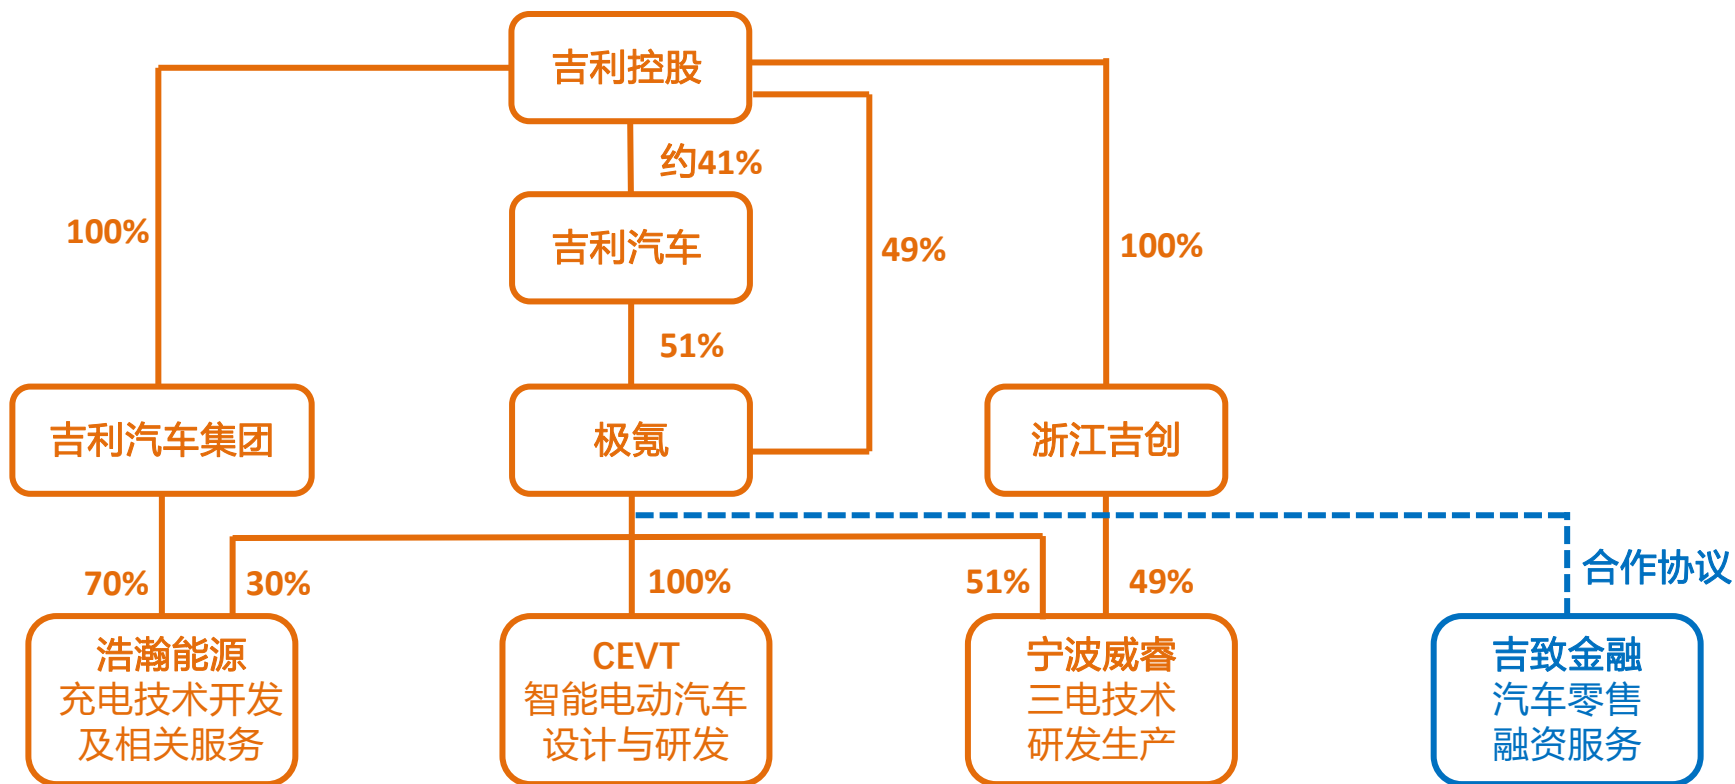 吉利控股
约41%
100%
吉利汽车
49%
100%
51%
吉利汽车集团
极氪
浙江吉创
合作协议
70%
30%
100%
51%
49%
浩瀚能源
充电技术开发
及相关服务
CEVT
智能电动汽车
设计与研发
宁波威睿
三电技术
研发生产
吉致金融
汽车零售
融资服务